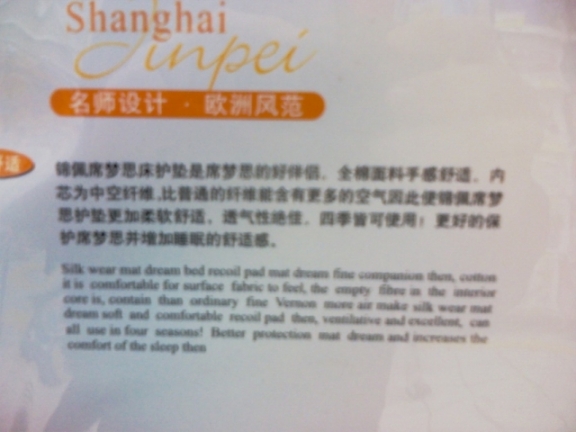 Shanghai
Jinpei
名师设计 · 欧洲风范
适
锦佩席梦思床护垫是席梦思的好伴侣。全棉面料手感舒适。内
芯为中空纤维,比普通的纤维能含有更多的空气因此使锦佩席梦
思护垫更加柔软舒适，透气性绝佳。四季皆可使用！更好的保
护席梦思并增加睡眠的舒适感。
Silk wear mat dream bed recoil pad mat dream fine companion then, cotton
it is comfortable for surface fabric to feel, the empty fibre in the interior
core is, contain than ordinary fine Vernon more air make silk wear mat
dream soft and comfortable recoil pad then, ventilative and excellent, can
all use in four seasons! Better protection mat dream and increases the
comfort of the sleep then